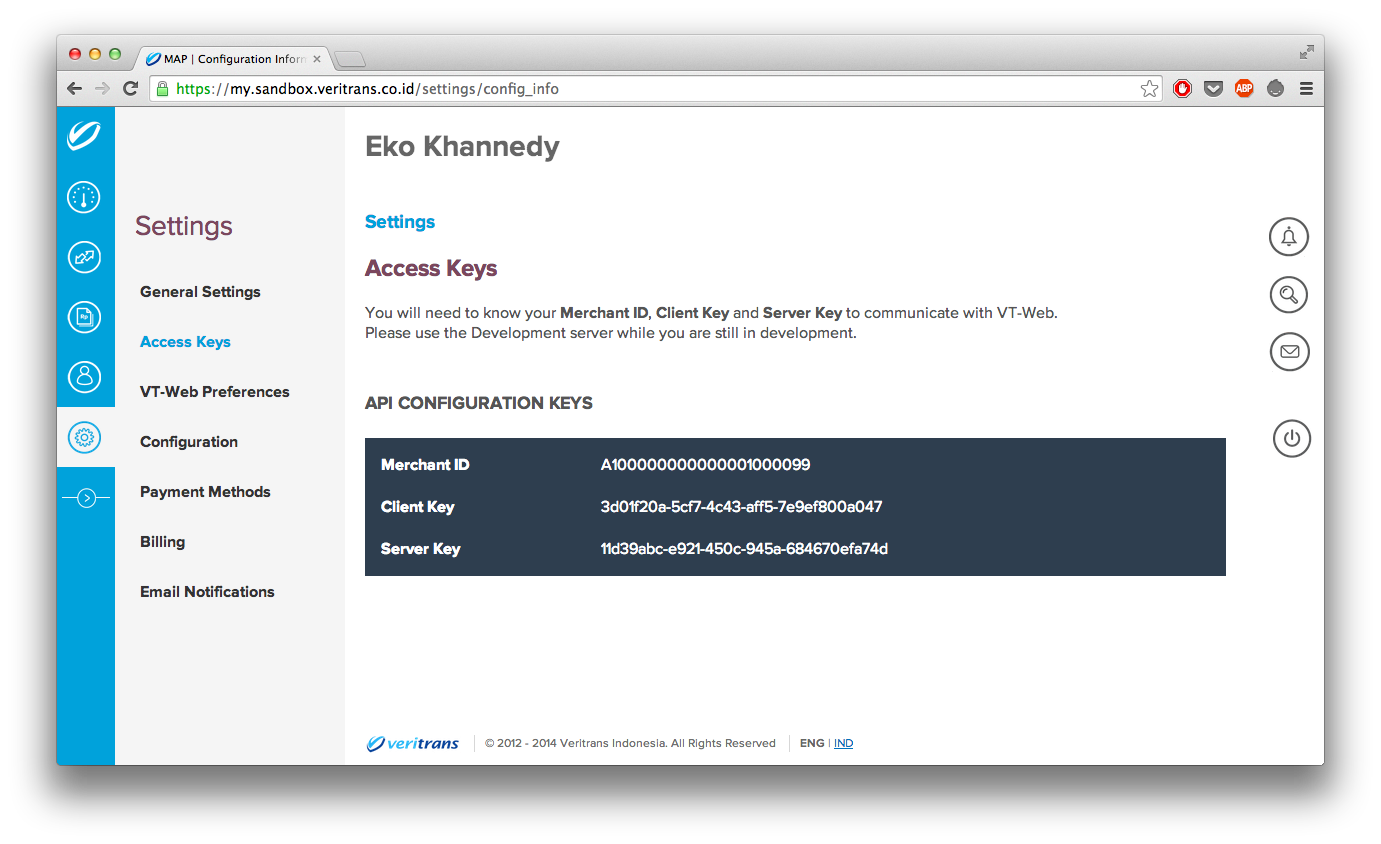 MAP | Configuration Inforn
https://my.sandbox.veritrans.co.id/settings/config_info
ABP
Rp
Eko Khannedy
Settings
General Settings
Access Keys
VT-Web Preferences
Configuration
Payment Methods
Billing
Email Notifications
Settings
Access Keys
You will need to know your Merchant ID, Client Key and Server Key to communicate with VT-Web.
Please use the Development server while you are still in development.
API CONFIGURATION KEYS
Merchant ID A100000000000001000099
Client Key 3d01f20a-5cf7-4c43-aff5-7e9ef800a047
Server Key 11d39abc-e921-450c-945a-684670efa74d
veritrans © 2012 - 2014 Veritrans Indonesia. All Rights Reserved ENG | IND